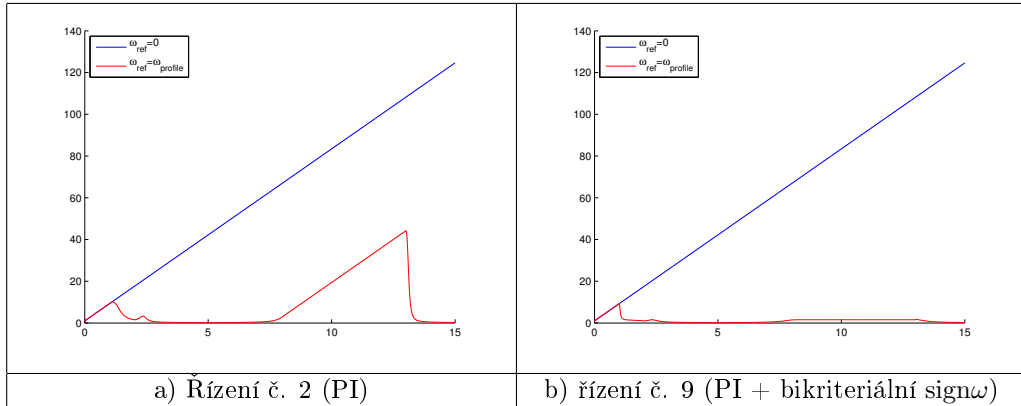 140
120
100
80
60
40
20
0
0 5 10 15
ω_ref=0
ω_ref=ω_profile
140
120
100
80
60
40
20
0
0 5 10 15
ω_ref=0
ω_ref=ω_profile
a) Řízení č. 2 (PI)
b) řízení č. 9 (PI + bikriteriální signω)